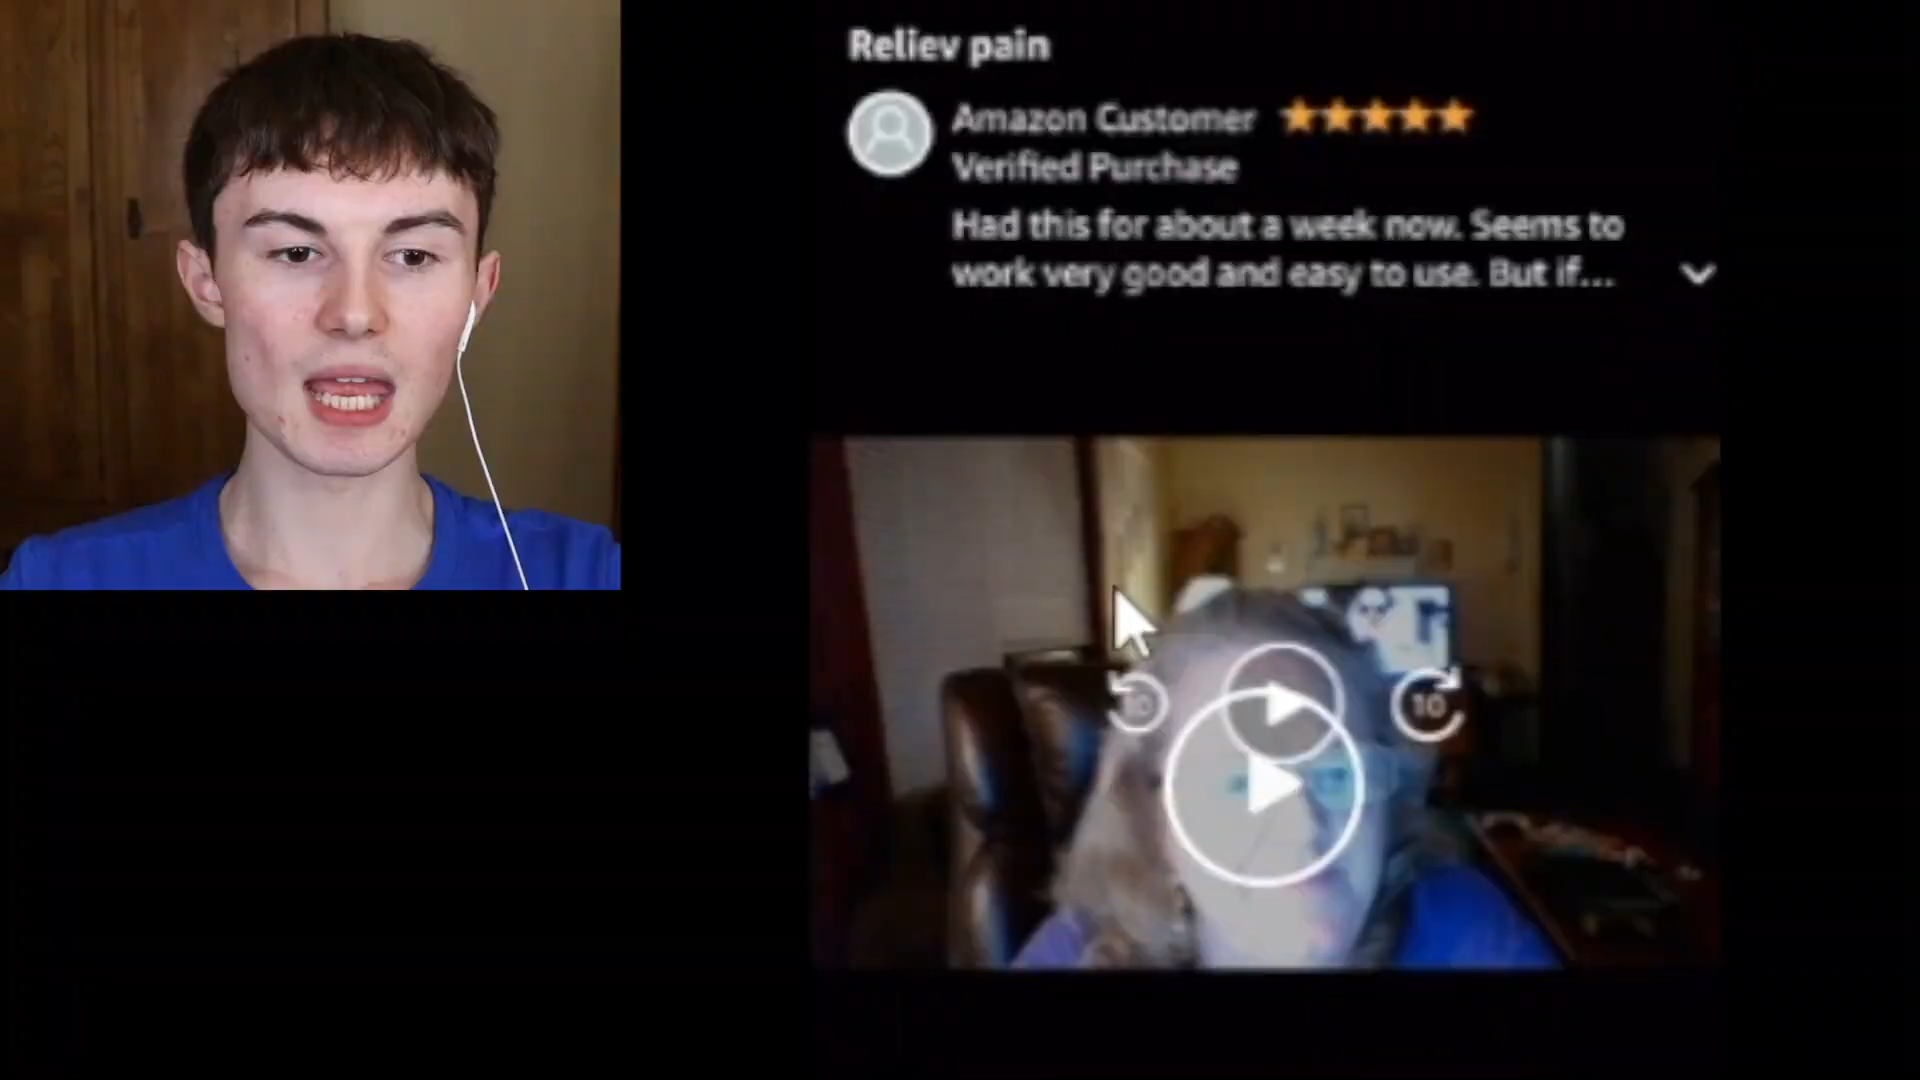 Reliev pain
Amazon Customer
Verified Purchase
Had this for about a week now. Seems to
work very good and easy to use. But if...
10
10